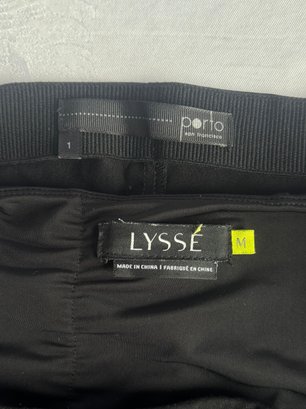 porto
san francisco
1
LYSSÉ
M
MADE IN CHINA | FABRIQUÉ EN CHINE